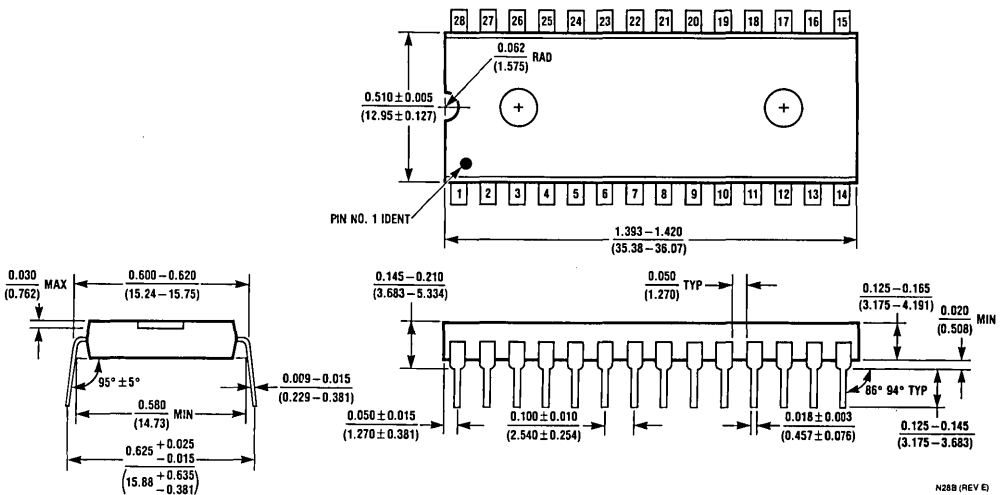 28 27 26 25 24 23 22 21 20 19 18 17 16 15
0.062
(1.575)
RAD
0.510 ± 0.005
(12.95 ± 0.127)
PIN NO. 1 IDENT
1 2 3 4 5 6 7 8 9 10 11 12 13 14
1.393 – 1.420
(35.38 – 36.07)
0.030
(0.762)
MAX
0.600 – 0.620
(15.24 – 15.75)
95° ±5°
0.009 – 0.015
(0.229 – 0.381)
0.580
(14.73)
MIN
0.625 +0.025
-0.015
(15.88 +0.635
-0.381)
0.145 – 0.210
(3.683 – 5.334)
0.050
(1.270)
TYP
0.125 – 0.165
(3.175 – 4.191)
0.020
(0.508)
MIN
86° 94° TYP
0.050 ± 0.015
(1.270 ± 0.381)
0.100 ± 0.010
(2.540 ± 0.254)
0.018 ± 0.003
(0.457 ± 0.076)
0.125 – 0.145
(3.175 – 3.683)
N28B (REV E)